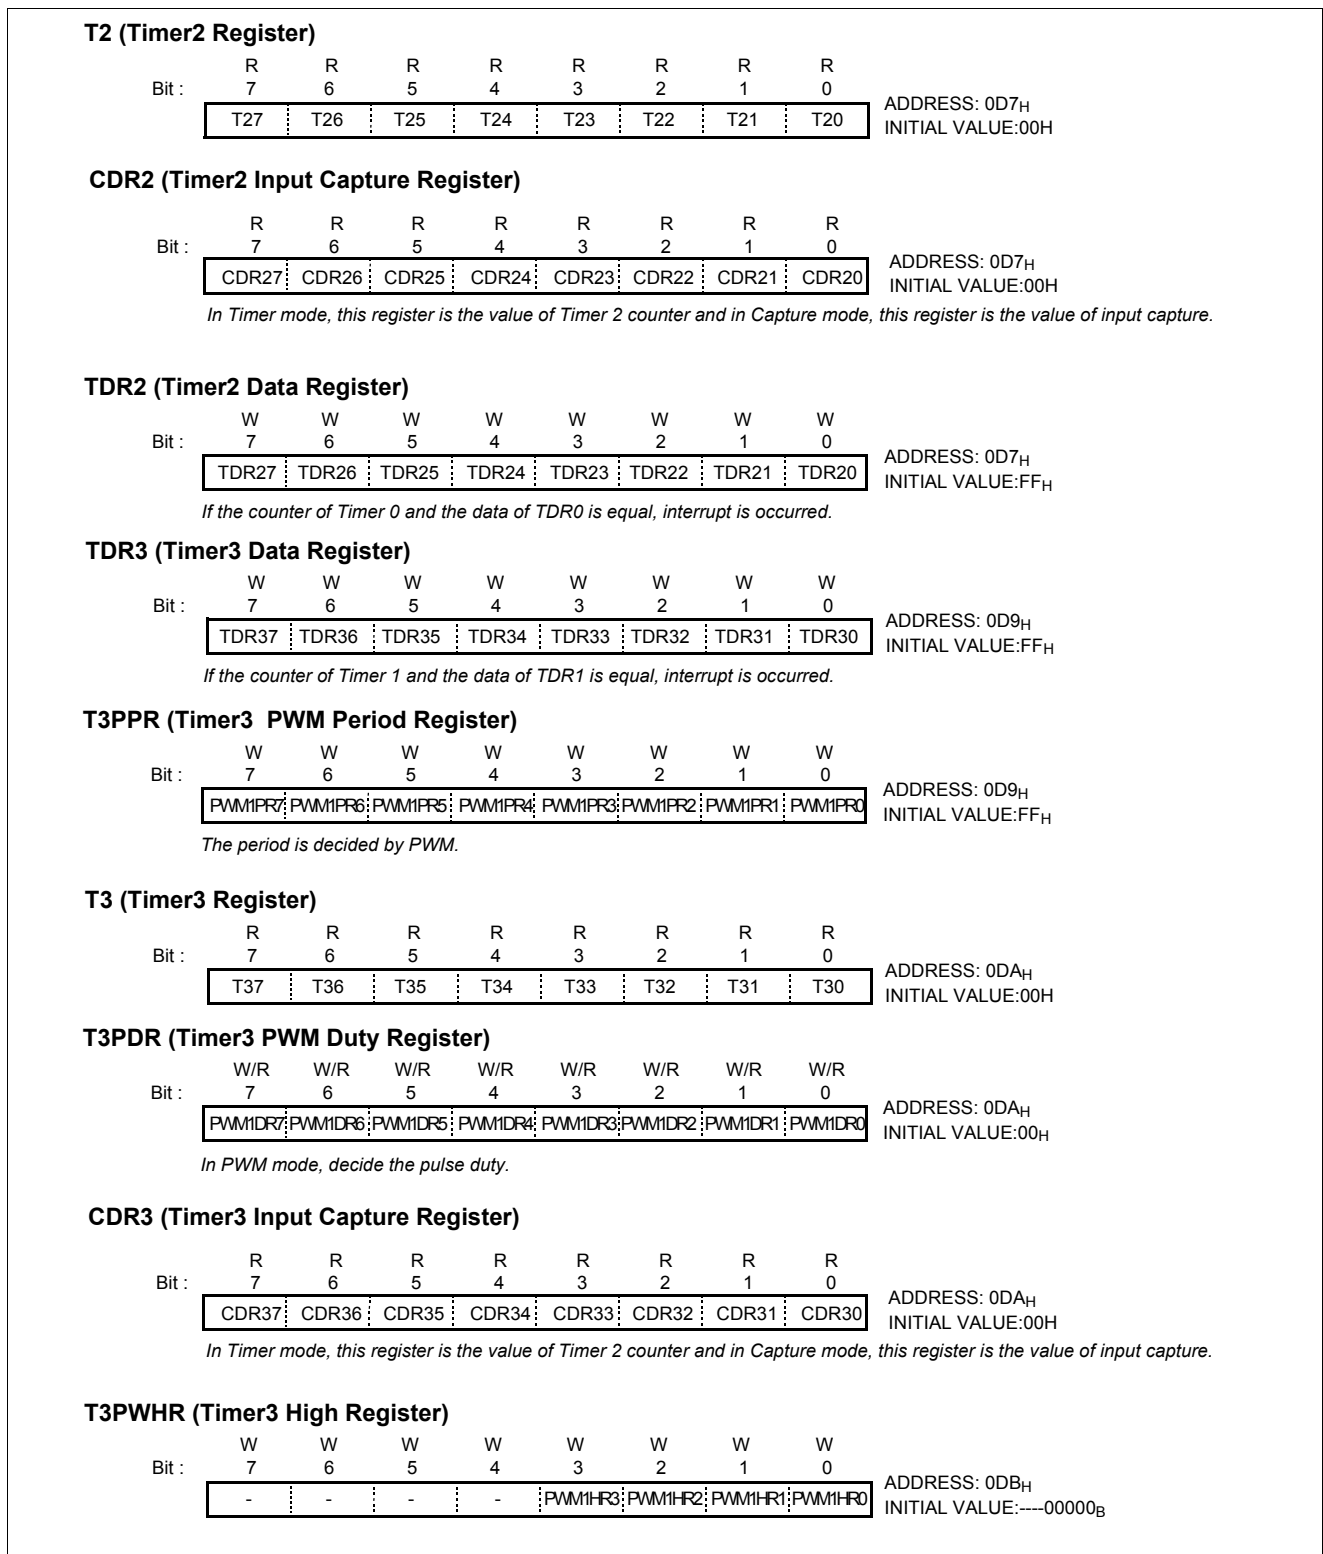 T2 (Timer2 Register)
R R R R R R R R
Bit : 7 6 5 4 3 2 1 0
T27 T26 T25 T24 T23 T22 T21 T20
ADDRESS: 0D7H
INITIAL VALUE:00H
CDR2 (Timer2 Input Capture Register)
R R R R R R R R
Bit : 7 6 5 4 3 2 1 0
CDR27 CDR26 CDR25 CDR24 CDR23 CDR22 CDR21 CDR20
ADDRESS: 0D7H
INITIAL VALUE:00H
In Timer mode, this register is the value of Timer 2 counter and in Capture mode, this register is the value of input capture.
TDR2 (Timer2 Data Register)
W W W W W W W W
Bit : 7 6 5 4 3 2 1 0
TDR27 TDR26 TDR25 TDR24 TDR23 TDR22 TDR21 TDR20
ADDRESS: 0D7H
INITIAL VALUE:FFH
If the counter of Timer 0 and the data of TDR0 is equal, interrupt is occurred.
TDR3 (Timer3 Data Register)
W W W W W W W W
Bit : 7 6 5 4 3 2 1 0
TDR37 TDR36 TDR35 TDR34 TDR33 TDR32 TDR31 TDR30
ADDRESS: 0D9H
INITIAL VALUE:FFH
If the counter of Timer 1 and the data of TDR1 is equal, interrupt is occurred.
T3PPR (Timer3 PWM Period Register)
W W W W W W W W
Bit : 7 6 5 4 3 2 1 0
PWM1PR7 PWM1PR6 PWM1PR5 PWM1PR4 PWM1PR3 PWM1PR2 PWM1PR1 PWM1PR0
ADDRESS: 0D9H
INITIAL VALUE:FFH
The period is decided by PWM.
T3 (Timer3 Register)
R R R R R R R R
Bit : 7 6 5 4 3 2 1 0
T37 T36 T35 T34 T33 T32 T31 T30
ADDRESS: 0DAH
INITIAL VALUE:00H
T3PDR (Timer3 PWM Duty Register)
W/R W/R W/R W/R W/R W/R W/R W/R
Bit : 7 6 5 4 3 2 1 0
PWM1DR7 PWM1DR6 PWM1DR5 PWM1DR4 PWM1DR3 PWM1DR2 PWM1DR1 PWM1DR0
ADDRESS: 0DAH
INITIAL VALUE:00H
In PWM mode, decide the pulse duty.
CDR3 (Timer3 Input Capture Register)
R R R R R R R R
Bit : 7 6 5 4 3 2 1 0
CDR37 CDR36 CDR35 CDR34 CDR33 CDR32 CDR31 CDR30
ADDRESS: 0DAH
INITIAL VALUE:00H
In Timer mode, this register is the value of Timer 2 counter and in Capture mode, this register is the value of input capture.
T3PWHR (Timer3 High Register)
W W W W W W W W
Bit : 7 6 5 4 3 2 1 0
- - - - PWM1HR3 PWM1HR2 PWM1HR1 PWM1HR0
ADDRESS: 0DBH
INITIAL VALUE:----00000B